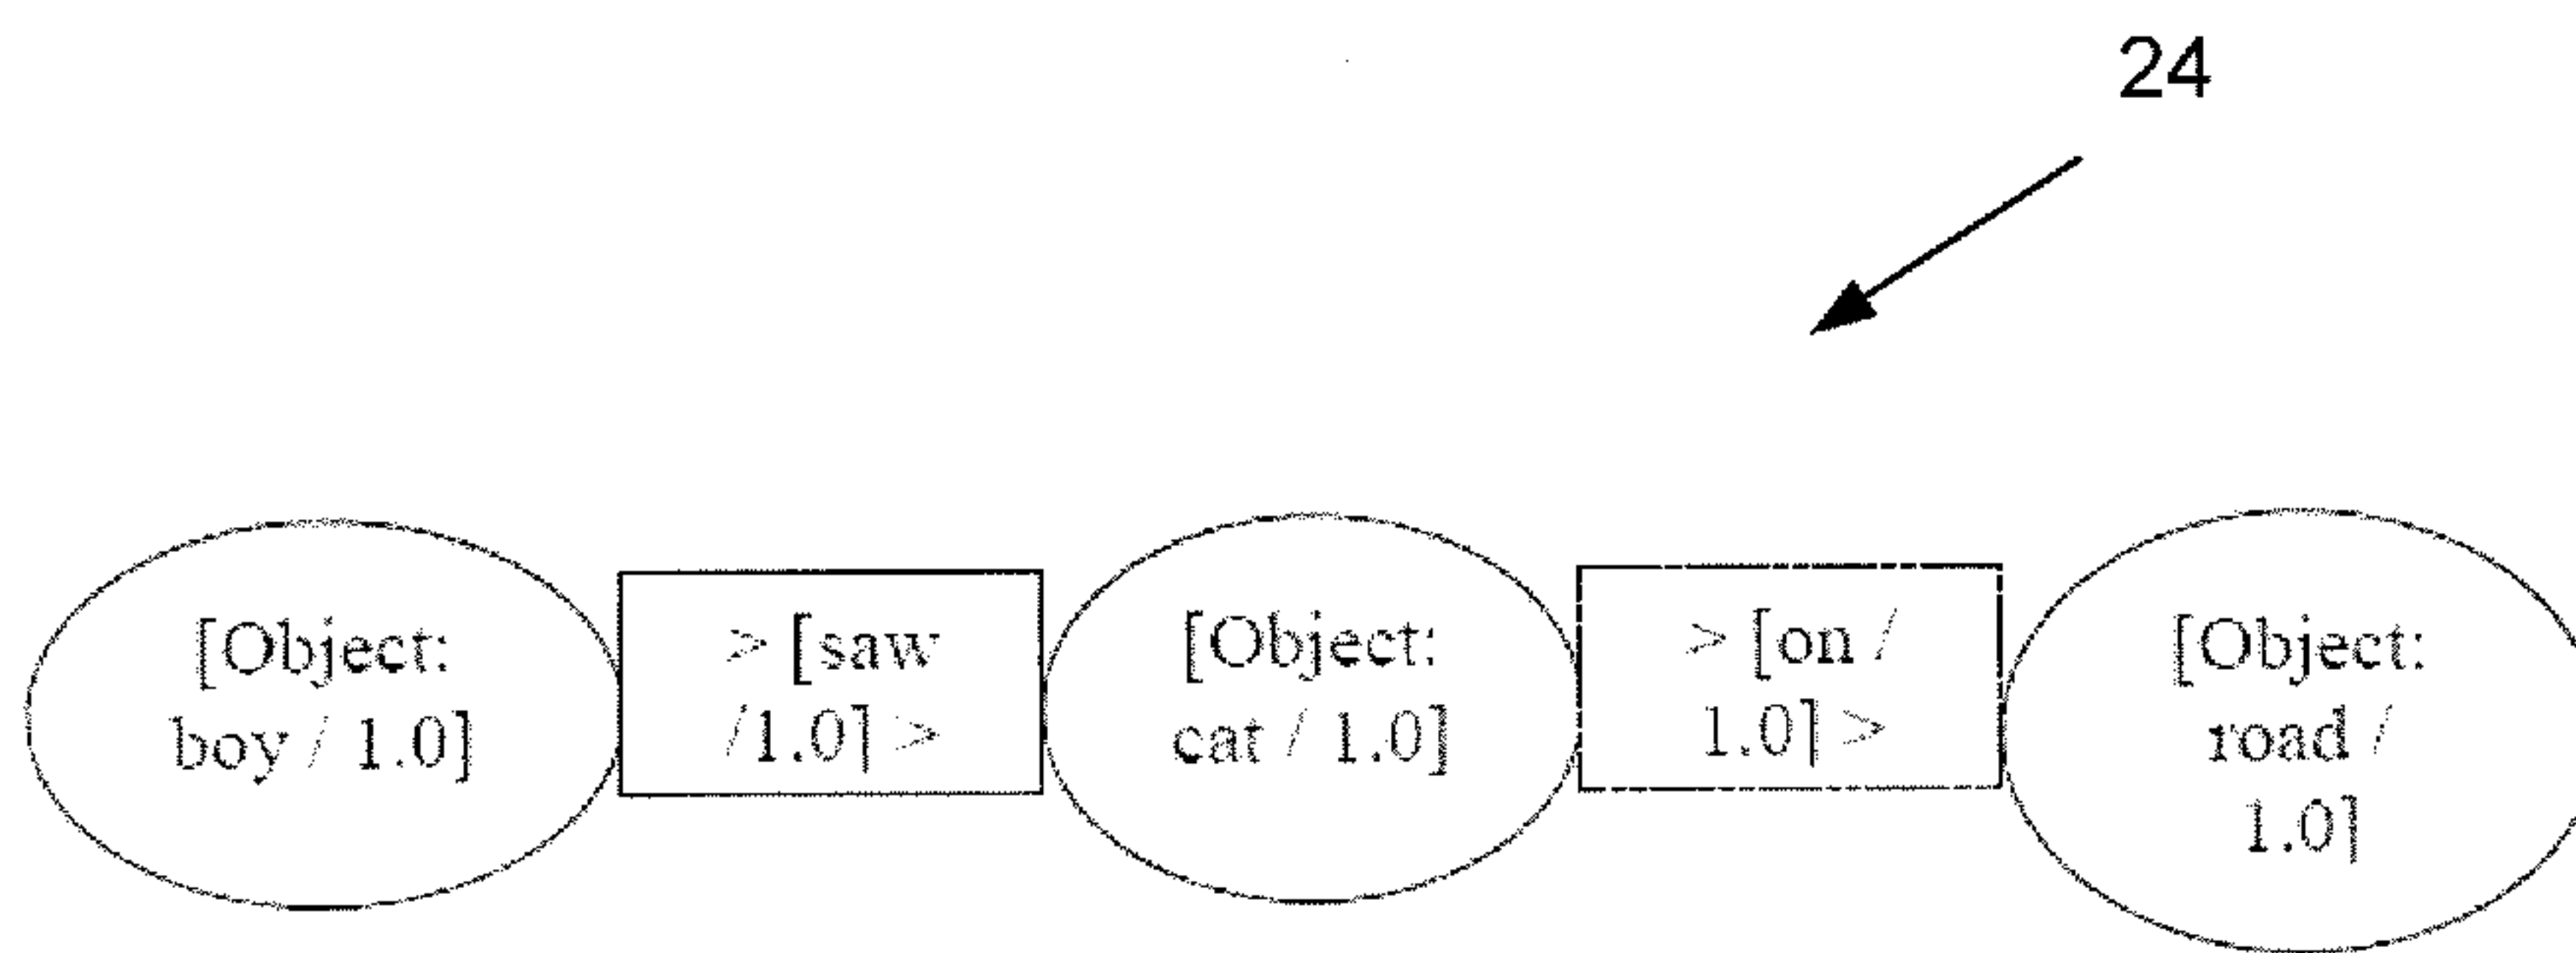 24
[Object:
boy / 1.0]
> [saw
/1.0] >
[Object:
cat / 1.0]
> [on /
1.0] >
[Object:
road /
1.0]